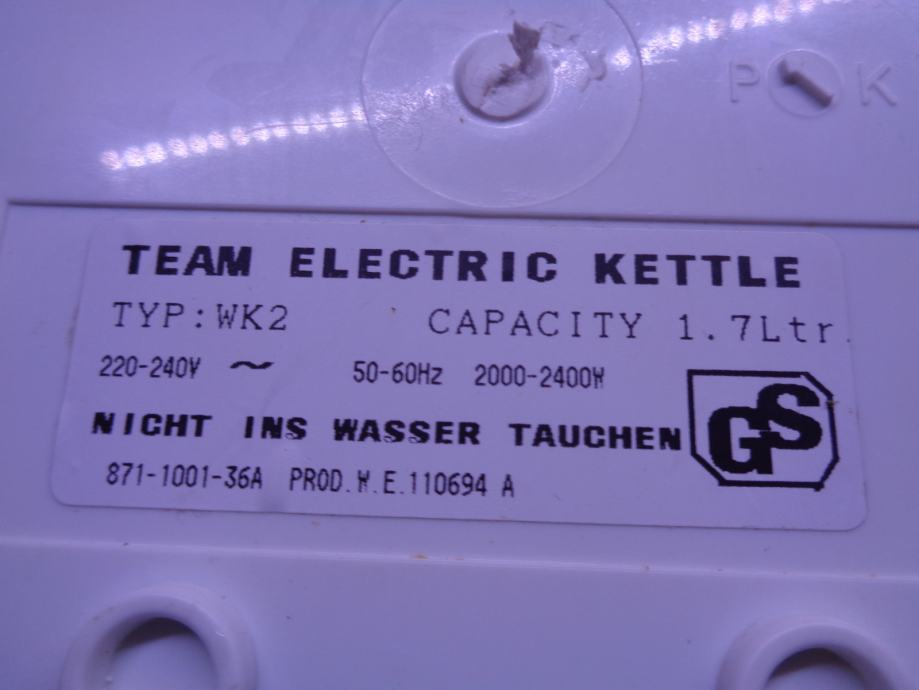 P K
TEAM ELECTRIC KETTLE
TYP:WK2 CAPACITY 1.7Ltr.
220-240V ~ 50-60Hz 2000-2400W
NICHT INS WASSER TAUCHEN
GS
871-1001-36A PROD.W.E.110694 A